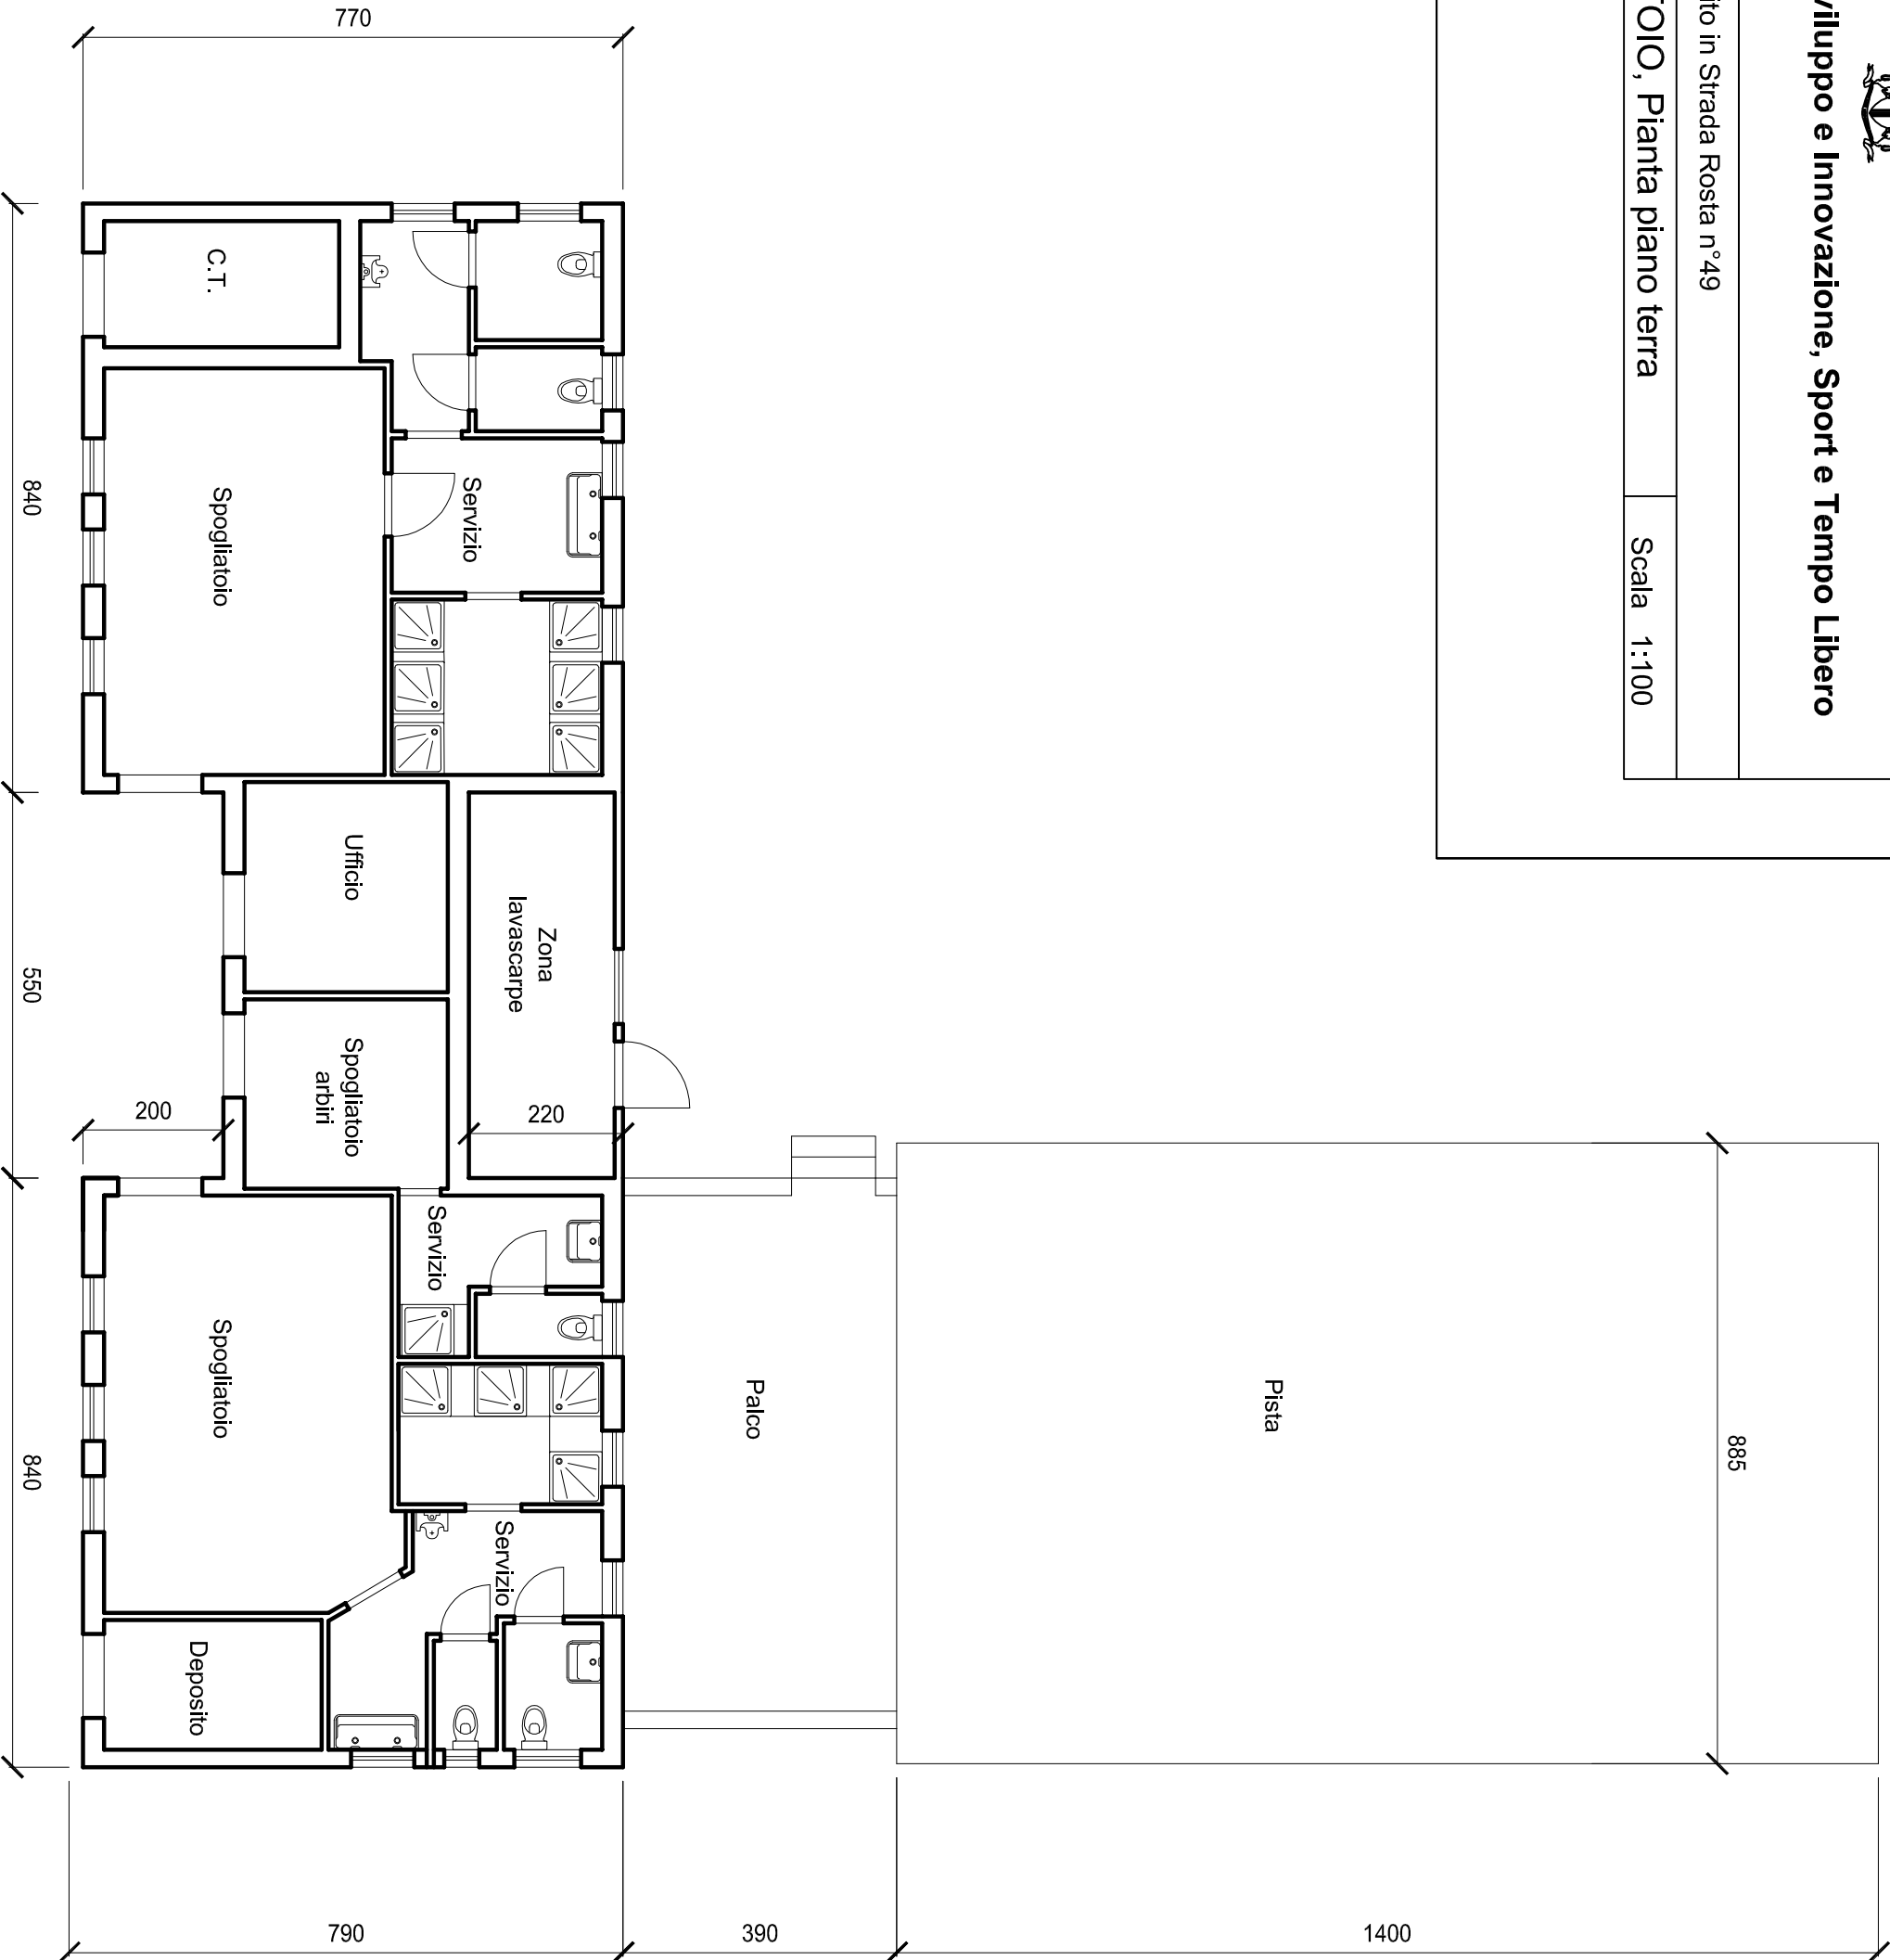 viluppo e Innovazione, Sport e Tempo Libero
ito in Strada Rosta n°49
TOIO, Pianta piano terra
Scala 1:100
770
C.T.
Spogliatoio
Servizio
840
Ufficio
Zona
lavascarpe
550
Spogliatoio
arbiri
200
220
Servizio
Spogliatoio
Servizio
Deposito
840
Palco
Pista
885
790
390
1400